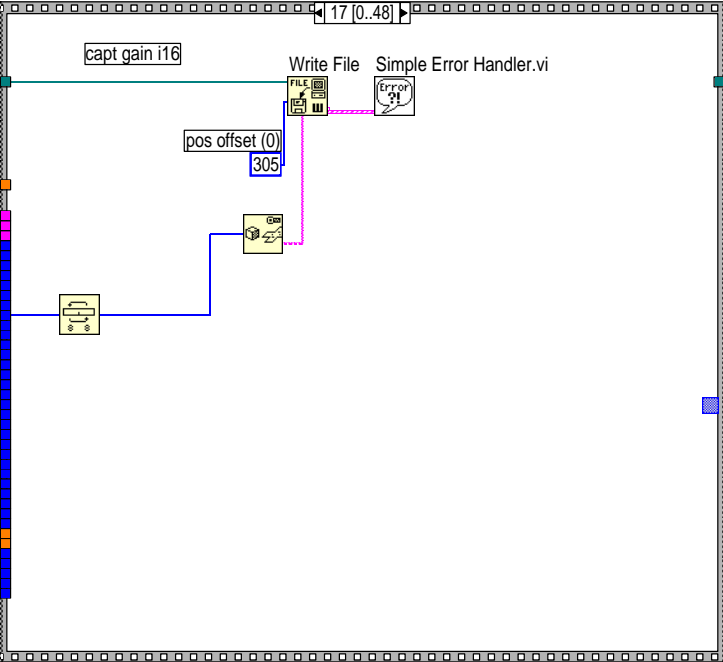 17 [0..48]
capt gain i16
Write File
Simple Error Handler.vi
FILE
Error
?!
pos offset (0)
305